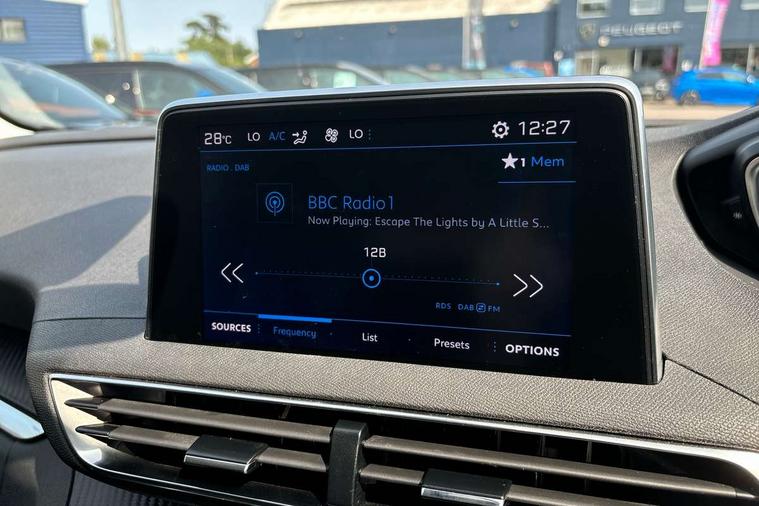 PEUGEOT
28°C LO A/C LO 12:27
RADIO . DAB
1 Mem
BBC Radio 1
Now Playing: Escape The Lights by A Little S...
12B
RDS DAB FM
SOURCES Frequency List Presets OPTIONS